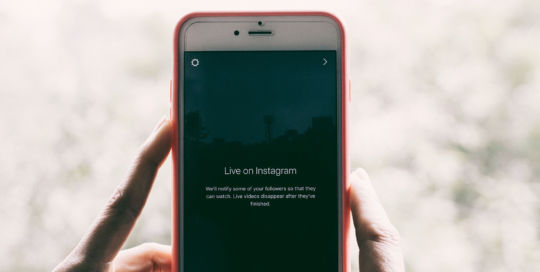 Live on Instagram
We'll notify some of your followers so that they
can watch. Live videos disappear after they've
finished.